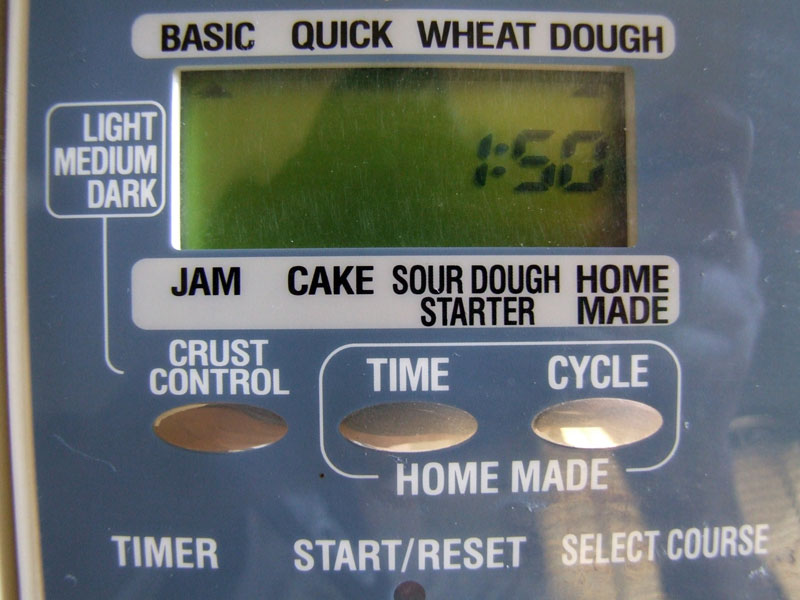 BASIC QUICK WHEAT DOUGH
LIGHT
MEDIUM
DARK
1:50
JAM CAKE SOUR DOUGH STARTER HOME MADE
CRUST CONTROL
TIME CYCLE
HOME MADE
TIMER START/RESET SELECT COURSE